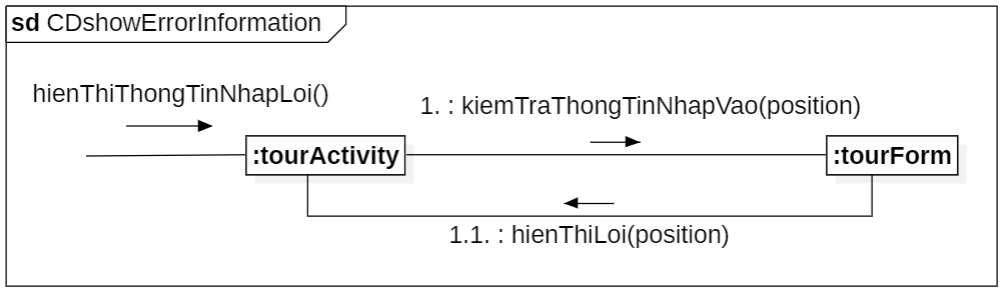 sd CDshowErrorInformation
hienThiThongTinNhapLoi()
1. : kiemTraThongTinNhapVao(position)
:tourActivity
:tourForm
1.1. : hienThiLoi(position)